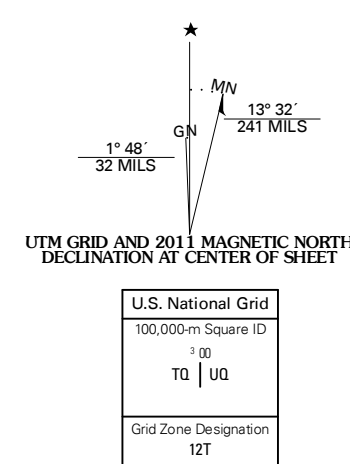 ★
MN
GN
13° 32´
241 MILS
1° 48´
32 MILS
UTM GRID AND 2011 MAGNETIC NORTH
DECLINATION AT CENTER OF SHEET
U.S. National Grid
100,000-m Square ID
³ 00
TQ | UQ
Grid Zone Designation
12T